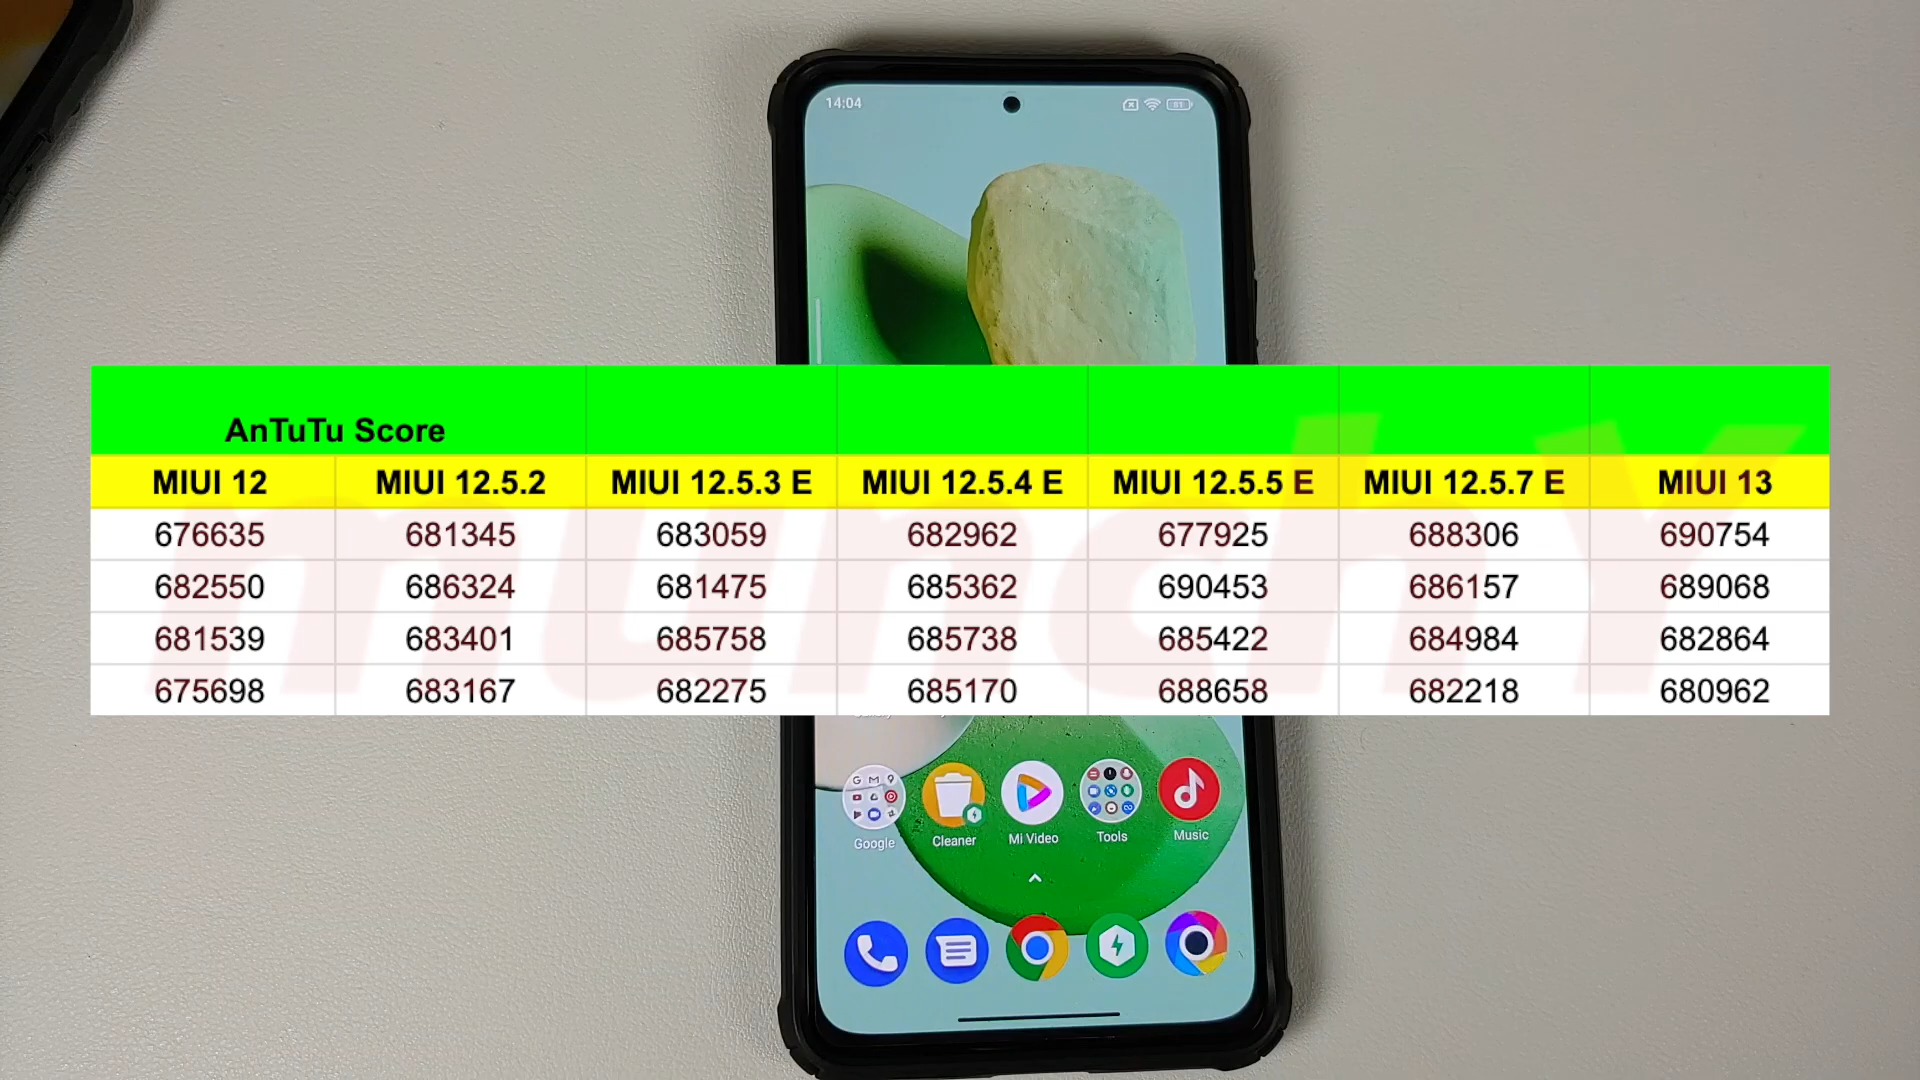 14:04
81
AnTuTu Score
MIUI 12 MIUI 12.5.2 MIUI 12.5.3 E MIUI 12.5.4 E MIUI 12.5.5 E MIUI 12.5.7 E MIUI 13
676635 681345 683059 682962 677925 688306 690754
682550 686324 681475 685362 690453 686157 689068
681539 683401 685758 685738 685422 684984 682864
675698 683167 682275 685170 688658 682218 680962
munchY
Google Cleaner Mi Video Tools Music